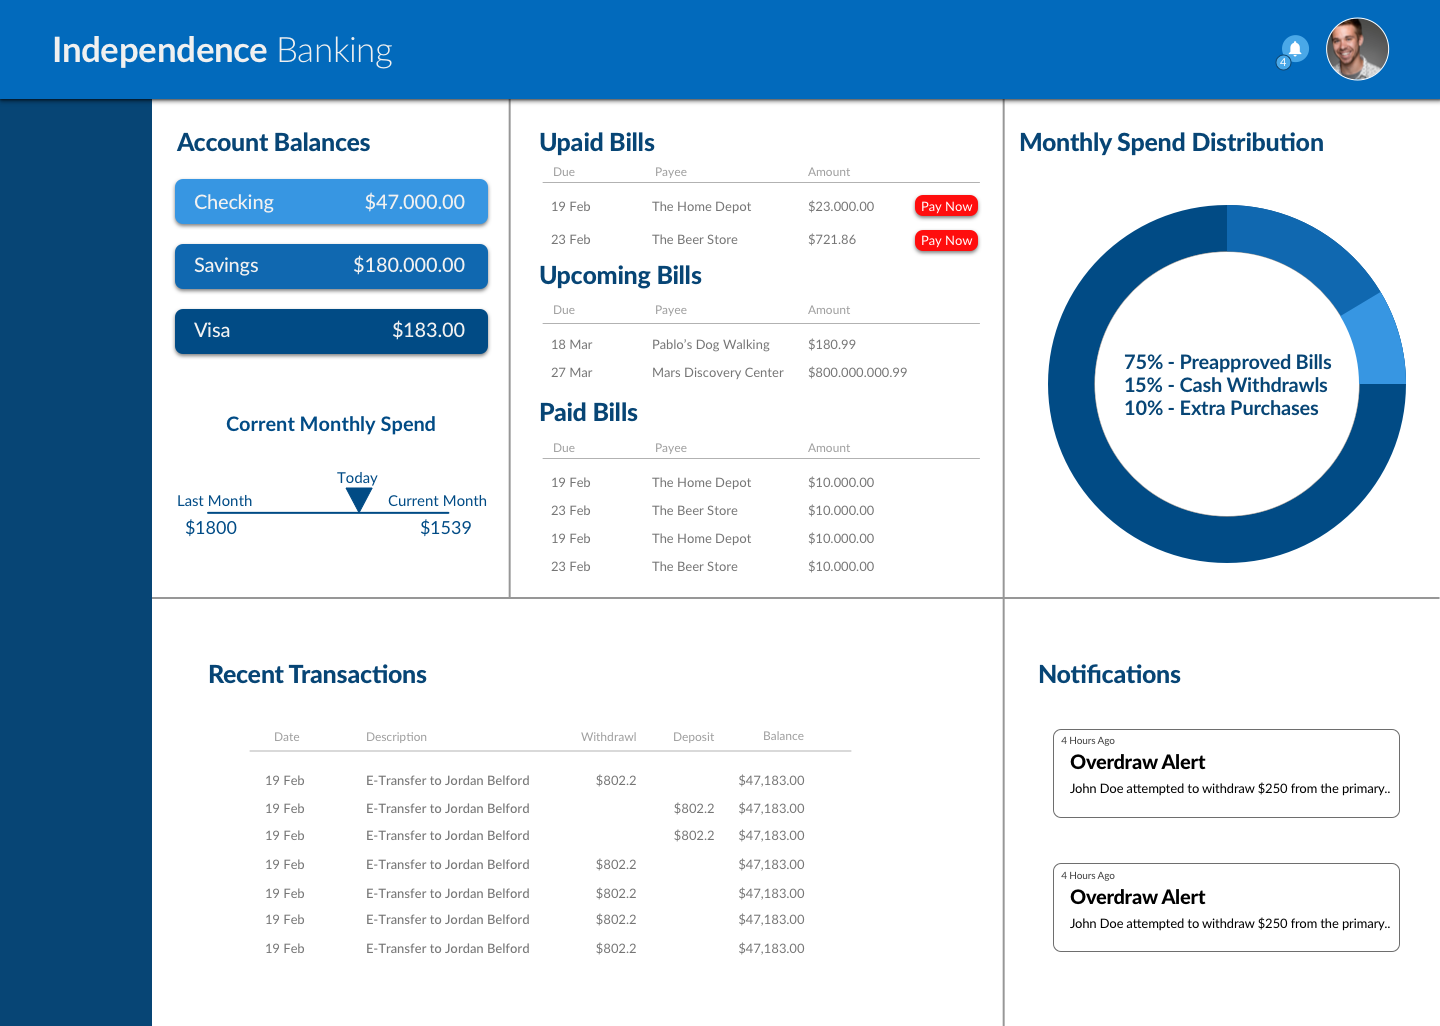 Independence Banking
4
Account Balances
Checking $47.000.00
Savings $180.000.00
Visa $183.00
Current Monthly Spend
Today
Last Month Current Month
$1800 $1539
Upaid Bills
Due Payee Amount
19 Feb The Home Depot $23.000.00 Pay Now
23 Feb The Beer Store $721.86 Pay Now
Upcoming Bills
Due Payee Amount
18 Mar Pablo's Dog Walking $180.99
27 Mar Mars Discovery Center $800.000.000.99
Paid Bills
Due Payee Amount
19 Feb The Home Depot $10.000.00
23 Feb The Beer Store $10.000.00
19 Feb The Home Depot $10.000.00
23 Feb The Beer Store $10.000.00
Monthly Spend Distribution
75% - Preapproved Bills
15% - Cash Withdrawls
10% - Extra Purchases
Recent Transactions
Date Description Withdrawl Deposit Balance
19 Feb E-Transfer to Jordan Belford $802.2 $47,183.00
19 Feb E-Transfer to Jordan Belford $802.2 $47,183.00
19 Feb E-Transfer to Jordan Belford $802.2 $47,183.00
19 Feb E-Transfer to Jordan Belford $802.2 $47,183.00
19 Feb E-Transfer to Jordan Belford $802.2 $47,183.00
19 Feb E-Transfer to Jordan Belford $802.2 $47,183.00
19 Feb E-Transfer to Jordan Belford $802.2 $47,183.00
Notifications
4 Hours Ago
Overdraw Alert
John Doe attempted to withdraw $250 from the primary..
4 Hours Ago
Overdraw Alert
John Doe attempted to withdraw $250 from the primary..